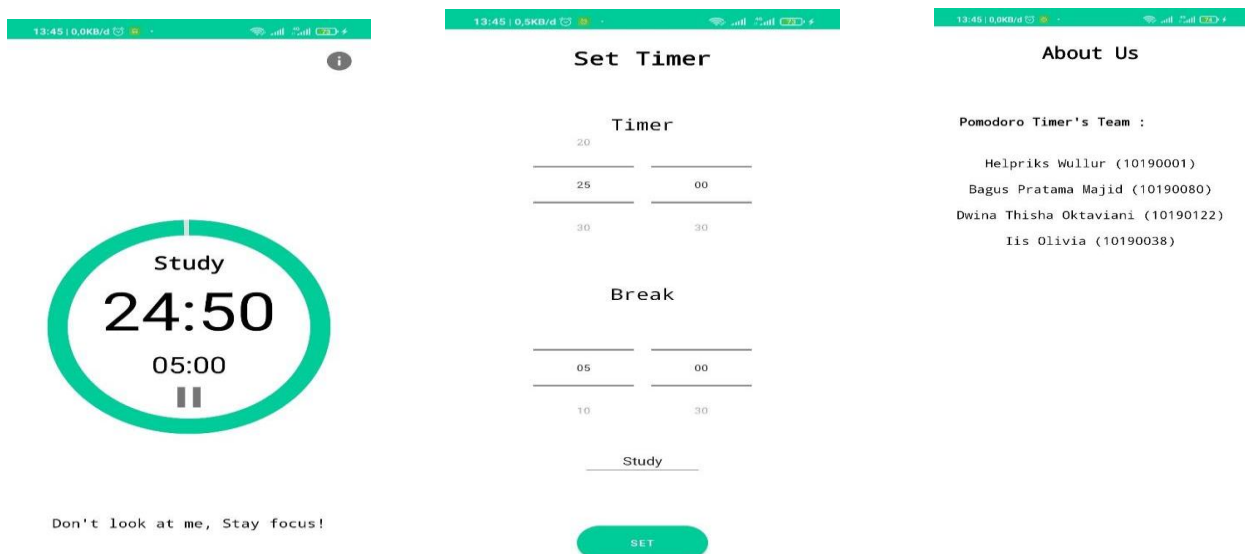 13:45 | 0,0KB/d
Study
24:50
05:00
Don't look at me, Stay focus!
13:45 | 0,5KB/d
Set Timer
Timer
20
25 00
30 30
Break
05 00
10 30
Study
SET
13:45 | 0,0KB/d
About Us
Pomodoro Timer's Team :
Helpriks Wullur (10190001)
Bagus Pratama Majid (10190080)
Dwina Thisha Oktaviani (10190122)
Iis Olivia (10190038)